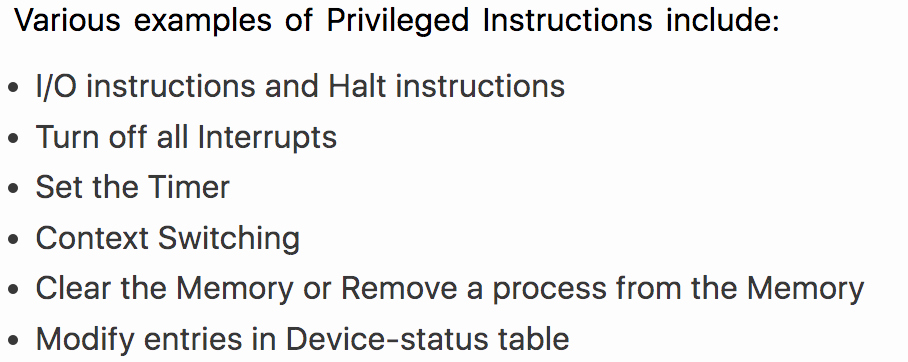 Various examples of Privileged Instructions include:
• I/O instructions and Halt instructions
• Turn off all Interrupts
• Set the Timer
• Context Switching
• Clear the Memory or Remove a process from the Memory
• Modify entries in Device-status table